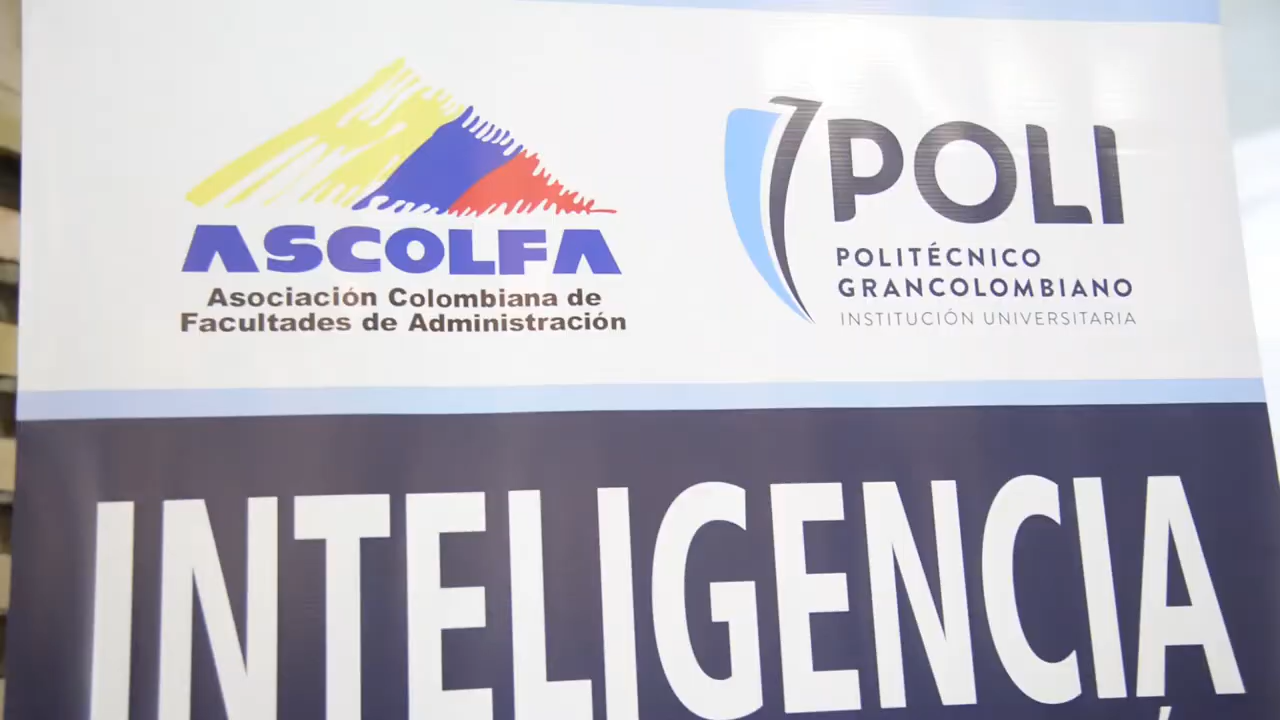 ASCOLFA
Asociación Colombiana de
Facultades de Administración
POLI
POLITÉCNICO
GRANCOLOMBIANO
INSTITUCIÓN UNIVERSITARIA
INTELIGENCIA